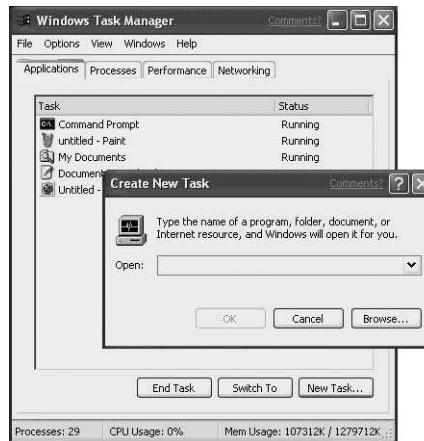 Windows Task Manager Comments?
File Options View Windows Help
Applications Processes Performance Networking
Task Status
Command Prompt Running
untitled - Paint Running
My Documents Running
Document
Untitled -
Create New Task Comments?
Type the name of a program, folder, document, or
Internet resource, and Windows will open it for you.
Open:
OK Cancel Browse...
End Task Switch To New Task...
Processes: 29 CPU Usage: 0% Mem Usage: 107312K / 1279712K